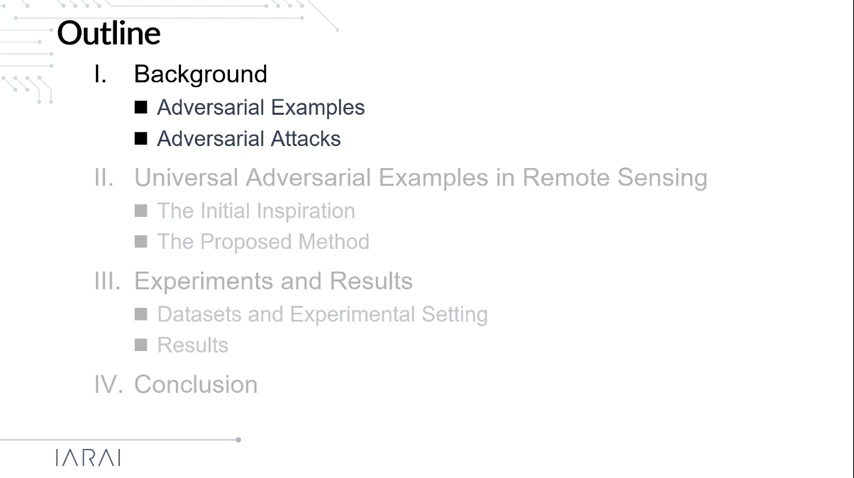 Outline
I. Background
Adversarial Examples
Adversarial Attacks
II. Universal Adversarial Examples in Remote Sensing
The Initial Inspiration
The Proposed Method
III. Experiments and Results
Datasets and Experimental Setting
Results
IV. Conclusion
IARAI